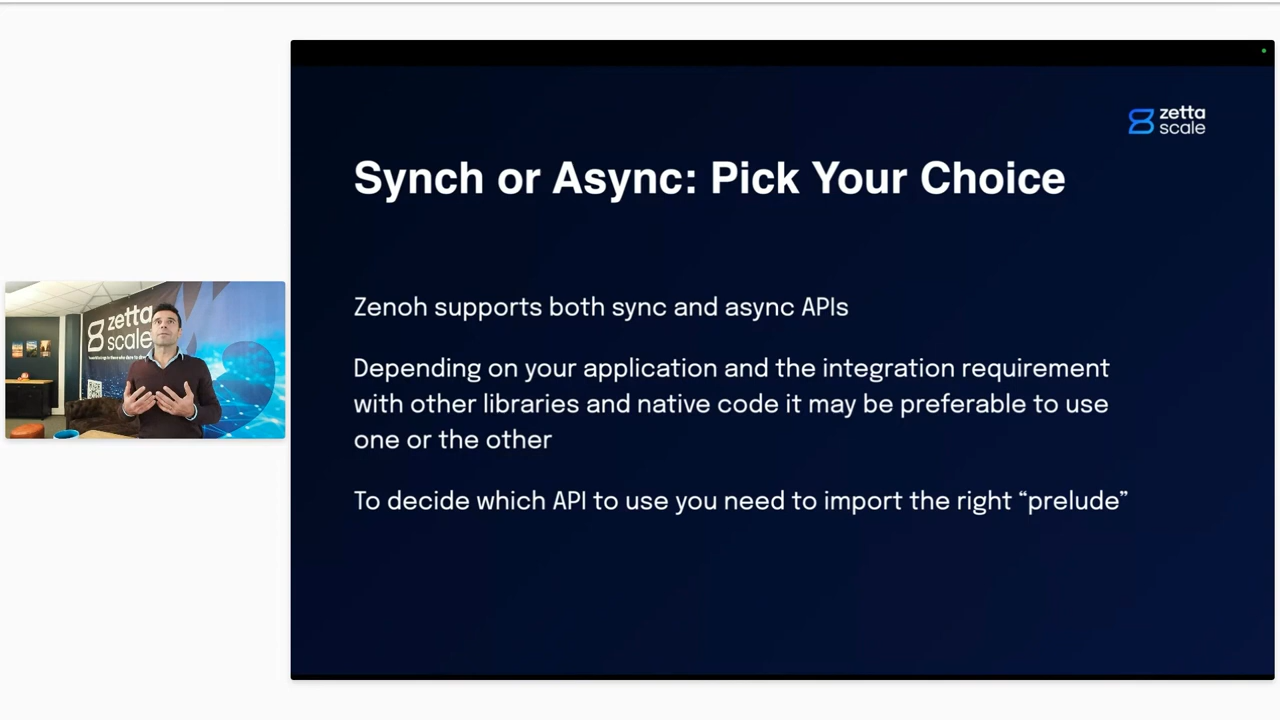 zetta
scale
Synch or Async: Pick Your Choice
Zenoh supports both sync and async APIs
Depending on your application and the integration requirement
with other libraries and native code it may be preferable to use
one or the other
To decide which API to use you need to import the right “prelude”
zetta
scale